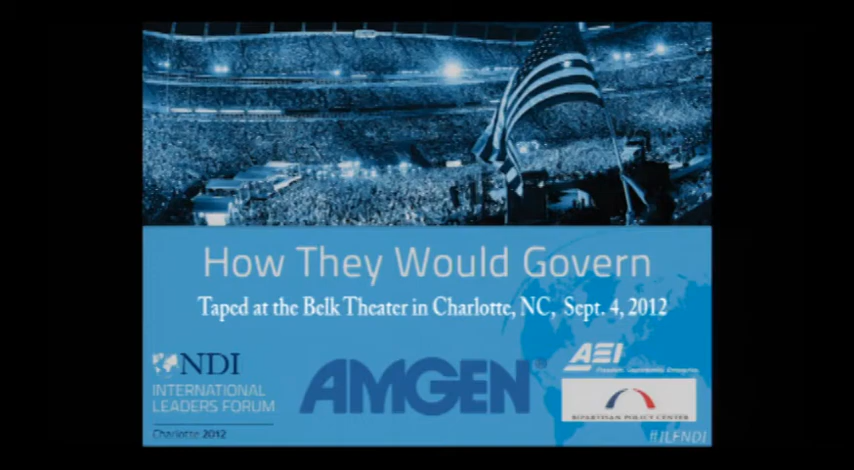 How They Would Govern
Taped at the Belk Theater in Charlotte, NC, Sept. 4, 2012
NDI
INTERNATIONAL
LEADERS FORUM
Charlotte 2012
AMGEN®
AEI
BIPARTISAN POLICY CENTER
#ILFNDI